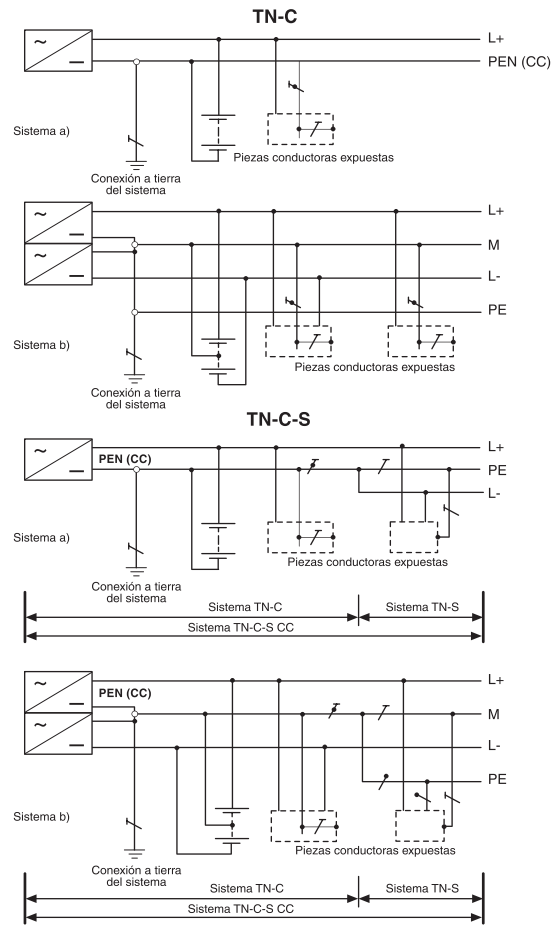 TN-C
~
L+
PEN (CC)
Sistema a)
Piezas conductoras expuestas
Conexión a tierra
del sistema
~
L+
~
M
L-
PE
Sistema b)
Piezas conductoras expuestas
Conexión a tierra
del sistema
TN-C-S
~
PEN (CC)
L+
PE
L-
Sistema a)
Piezas conductoras expuestas
Conexión a tierra
del sistema
Sistema TN-C
Sistema TN-S
Sistema TN-C-S CC
~
PEN (CC)
L+
~
M
L-
PE
Sistema b)
Piezas conductoras expuestas
Conexión a tierra
del sistema
Sistema TN-C
Sistema TN-S
Sistema TN-C-S CC